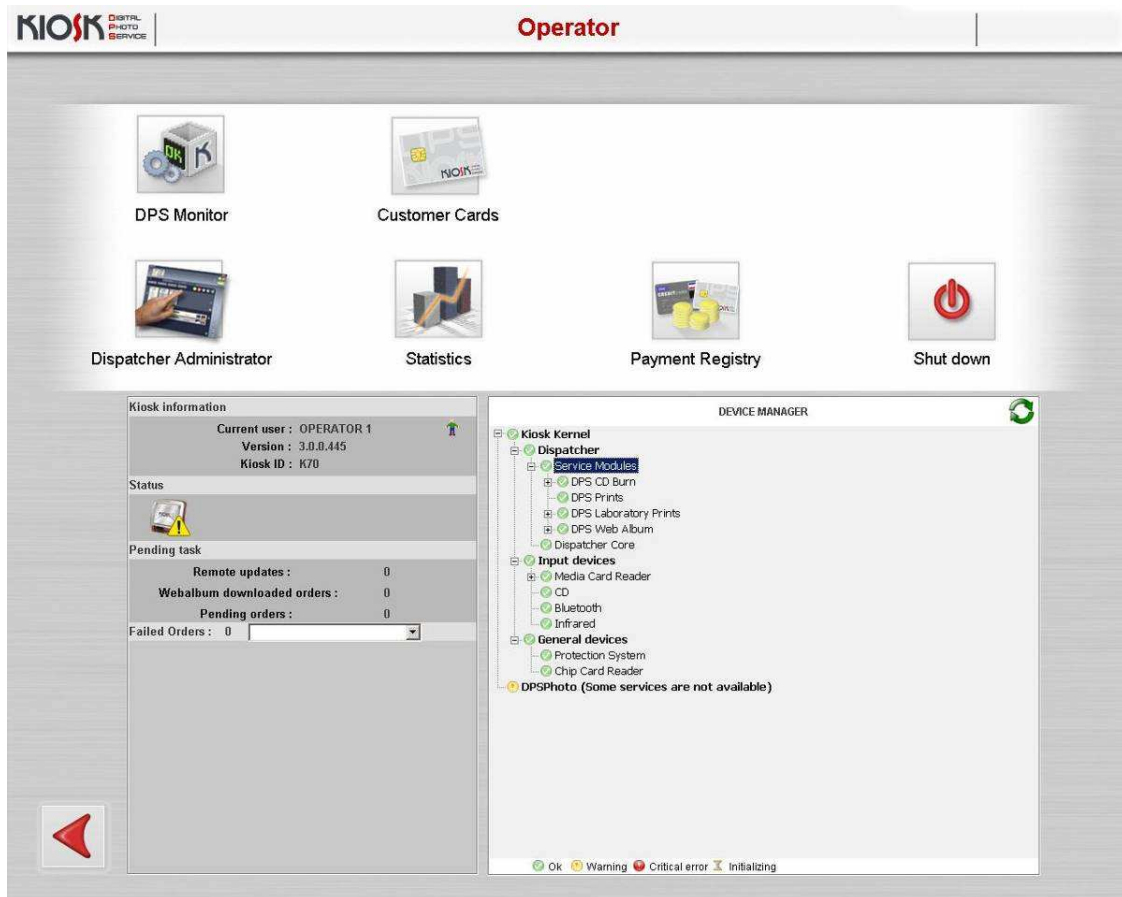 KIOSK DIGITAL PHOTO SERVICE
Operator
DPS Monitor
Customer Cards
Dispatcher Administrator
Statistics
Payment Registry
Shut down
Kiosk information
Current user : OPERATOR 1
Version : 3.0.0.445
Kiosk ID : K70
Status
Pending task
Remote updates : 0
Webalbum downloaded orders : 0
Pending orders : 0
Failed Orders : 0
DEVICE MANAGER
Kiosk Kernel
Dispatcher
Service Modules
DPS CD Burn
DPS Prints
DPS Laboratory Prints
DPS Web Album
Dispatcher Core
Input devices
Media Card Reader
CD
Bluetooth
Infrared
General devices
Protection System
Chip Card Reader
DPSPhoto (Some services are not available)
Ok Warning Critical error Initializing